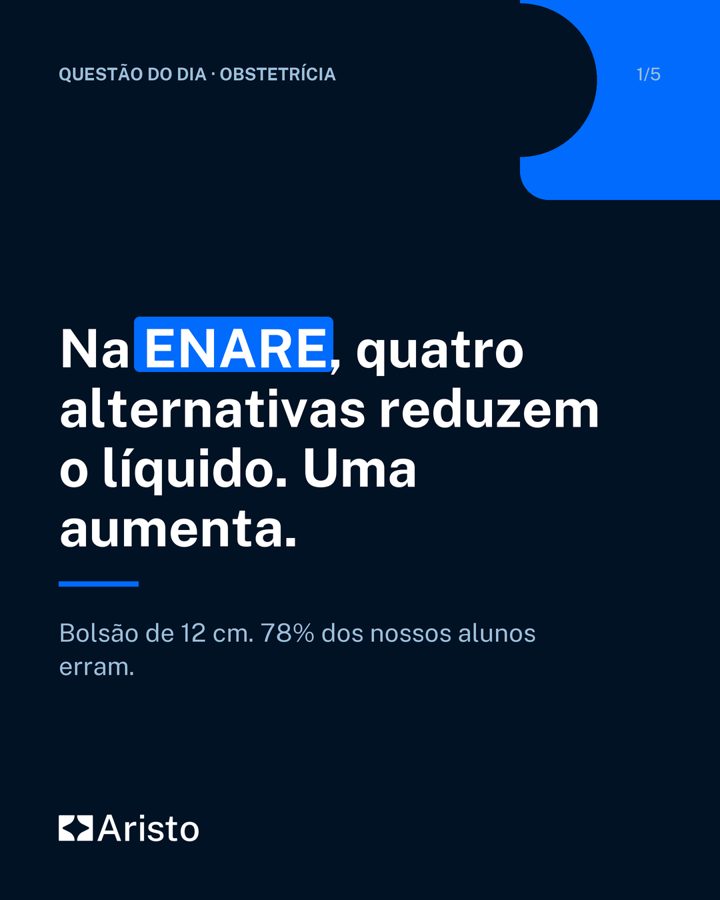 QUESTÃO DO DIA · OBSTETRÍCIA
1/5
Na ENARE, quatro
alternativas reduzem
o líquido. Uma
aumenta.
Bolsão de 12 cm. 78% dos nossos alunos
erram.
Aristo